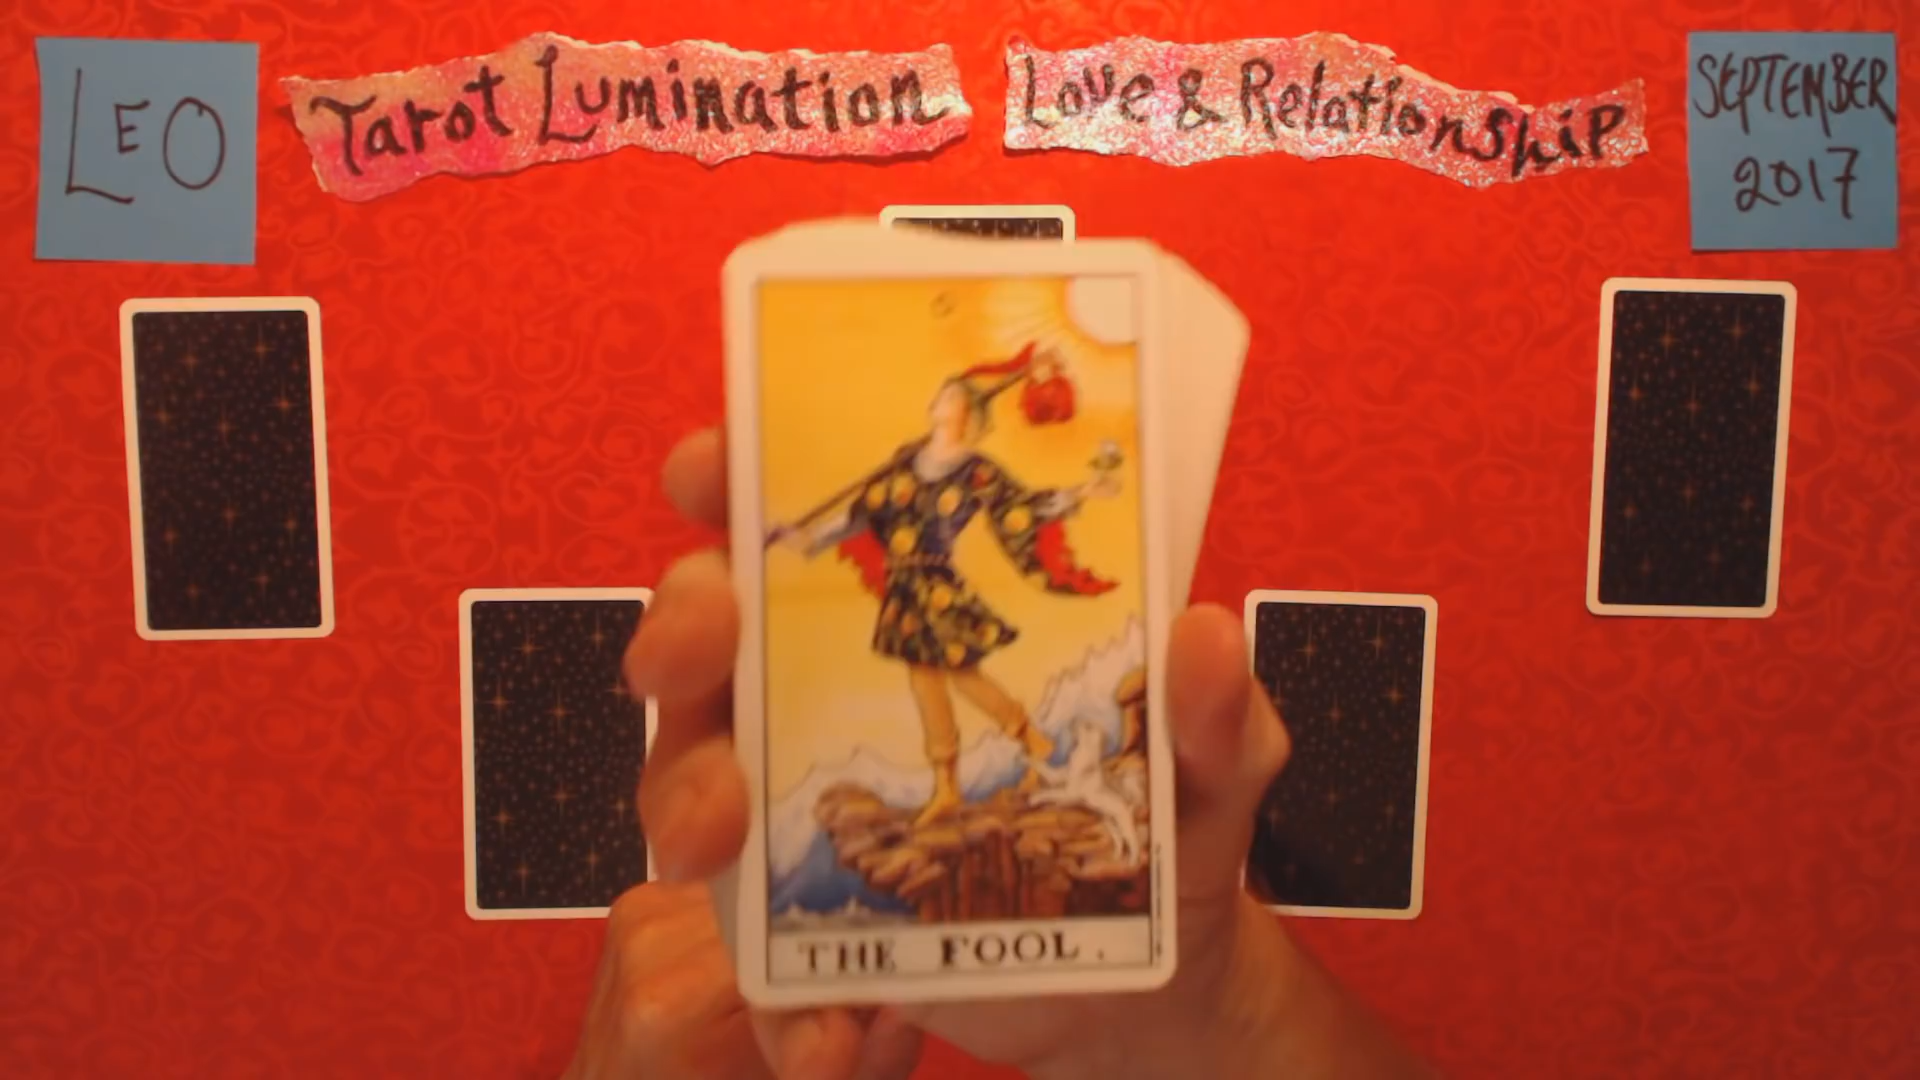 LEO
Tarot Lumination
Love & Relationship
SEPTEMBER
2017
THE FOOL.